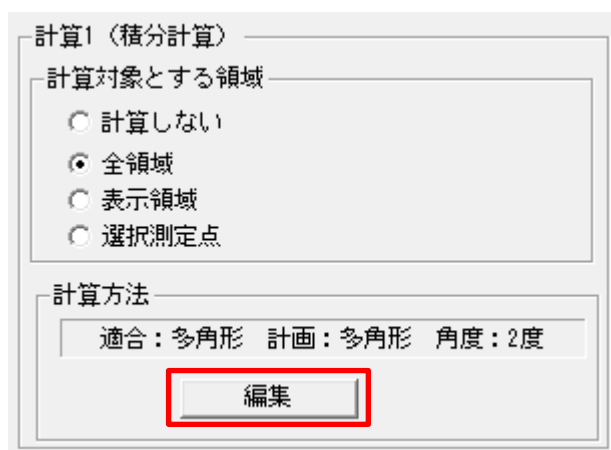 計算1（積分計算）
計算対象とする領域
計算しない
全領域
表示領域
選択測定点
計算方法
適合：多角形 計画：多角形 角度：2度
編集